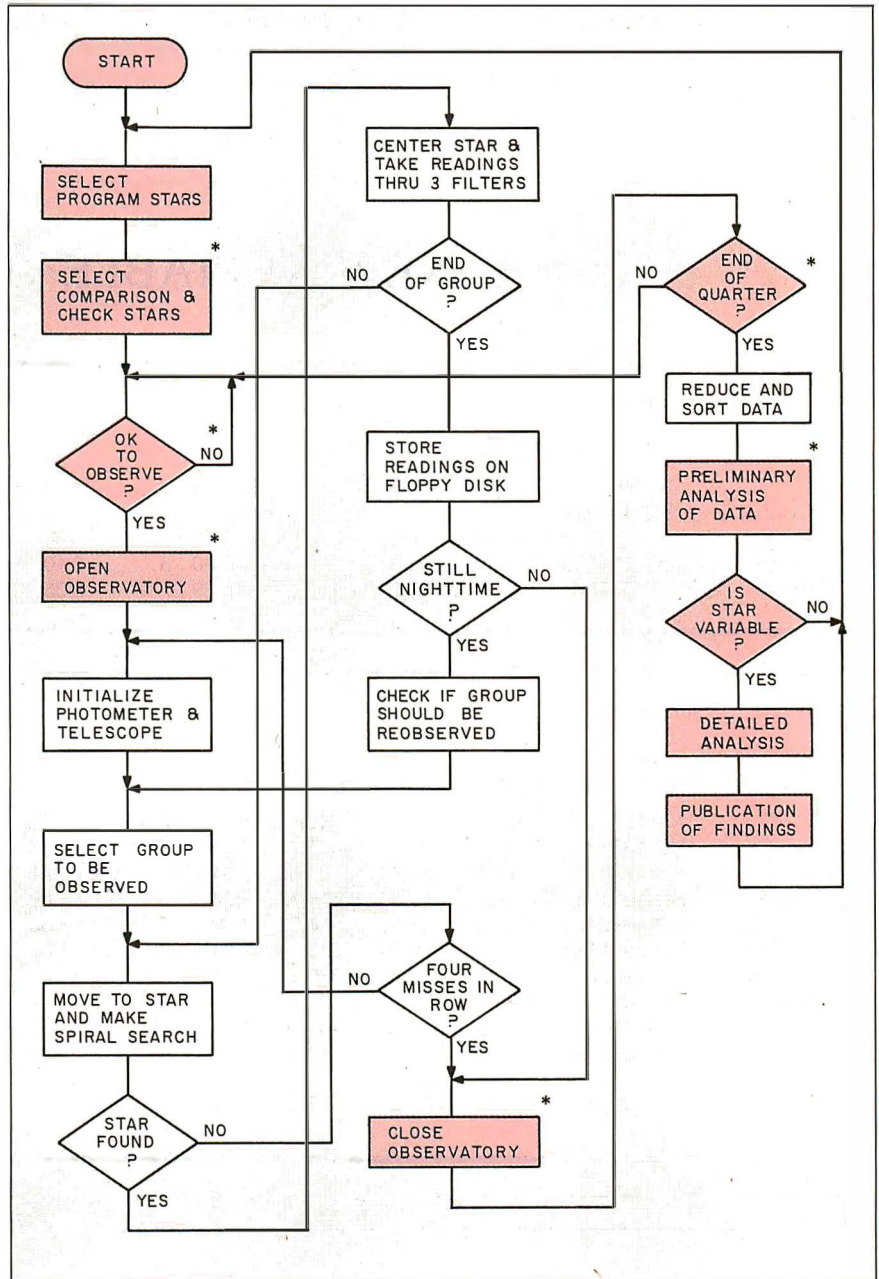 START
SELECT
PROGRAM STARS
*
SELECT
COMPARISON &
CHECK STARS
OK
TO
OBSERVE
?
*
NO
YES
*
OPEN
OBSERVATORY
INITIALIZE
PHOTOMETER &
TELESCOPE
SELECT GROUP
TO BE
OBSERVED
MOVE TO STAR
AND MAKE
SPIRAL SEARCH
STAR
FOUND
?
NO
YES
CENTER STAR &
TAKE READINGS
THRU 3 FILTERS
END
OF GROUP
?
NO
YES
STORE
READINGS ON
FLOPPY DISK
STILL
NIGHTTIME
?
NO
YES
CHECK IF GROUP
SHOULD BE
REOBSERVED
FOUR
MISSES IN
ROW
?
NO
YES
*
CLOSE
OBSERVATORY
END
OF
QUARTER
?
*
NO
YES
REDUCE AND
SORT DATA
*
PRELIMINARY
ANALYSIS
OF DATA
IS
STAR
VARIABLE
?
NO
YES
DETAILED
ANALYSIS
PUBLICATION
OF FINDINGS